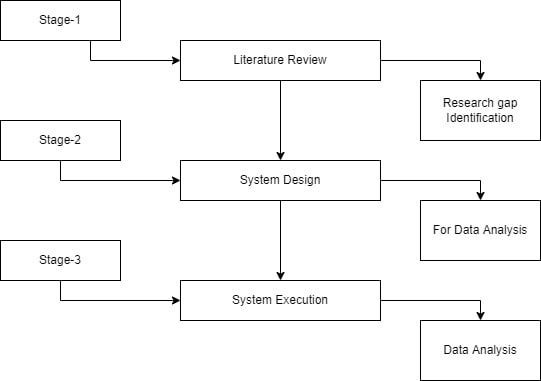 Stage-1
Literature Review
Research gap
Identification
Stage-2
System Design
For Data Analysis
Stage-3
System Execution
Data Analysis